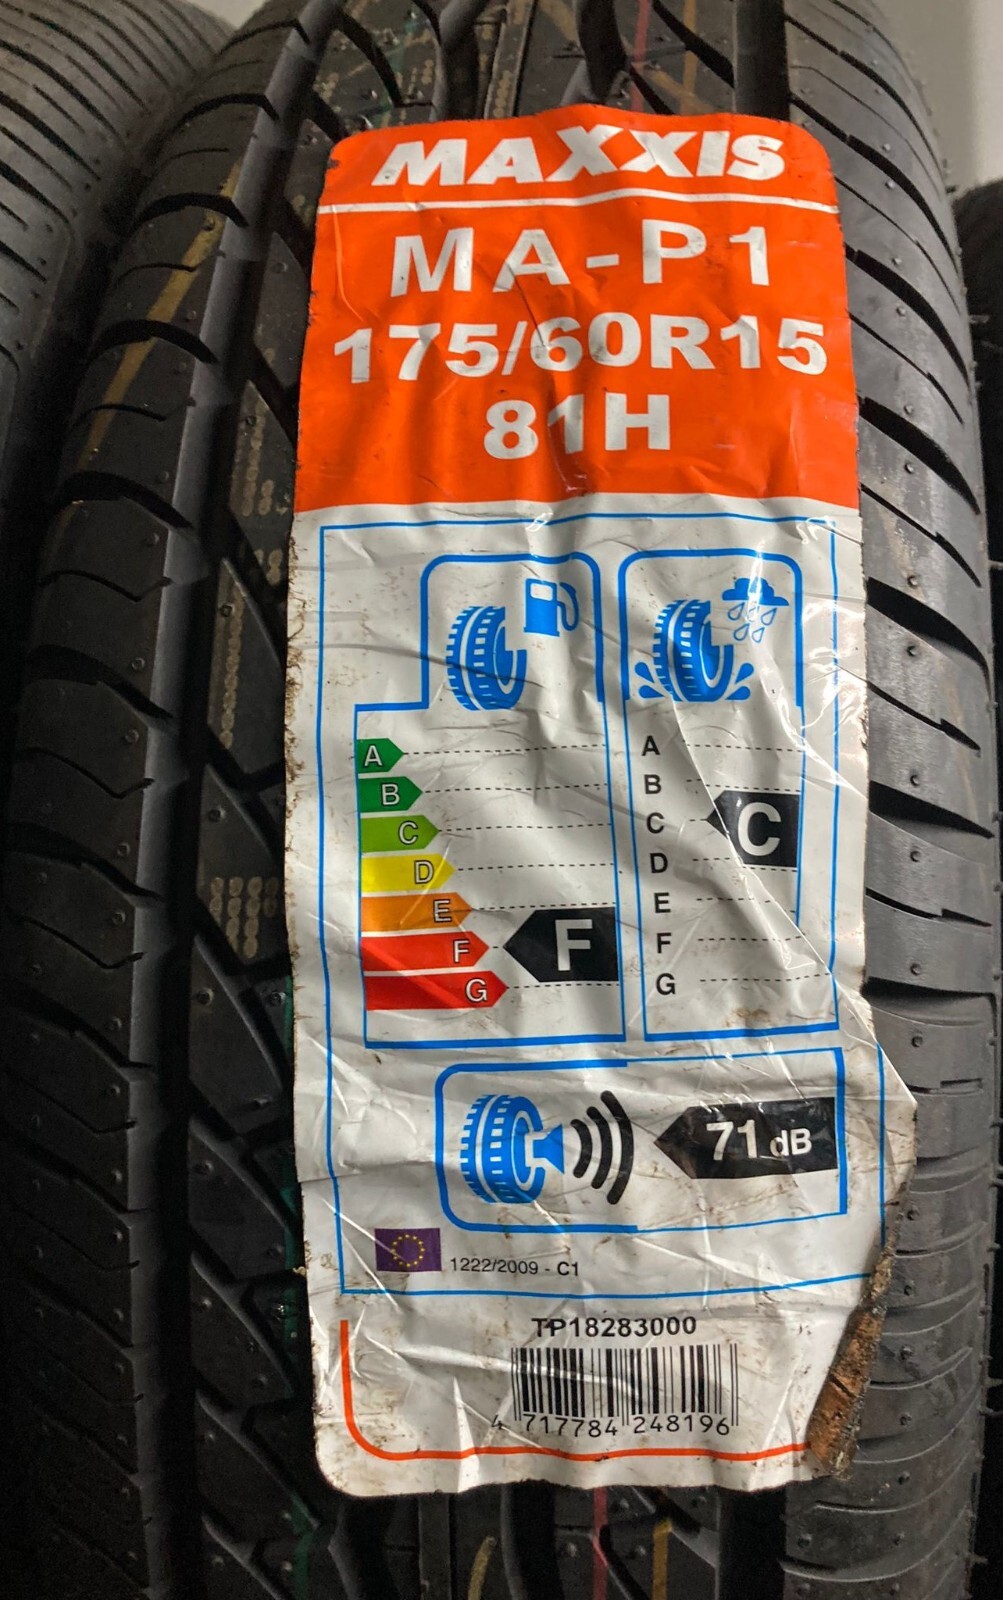 MAXXIS
MA-P1
175/60R15
81H
A
B
C
D
E
F
G
F
A
B
C
D
E
F
G
C
71 dB
1222/2009 - C1
TP18283000
4 717784 248196